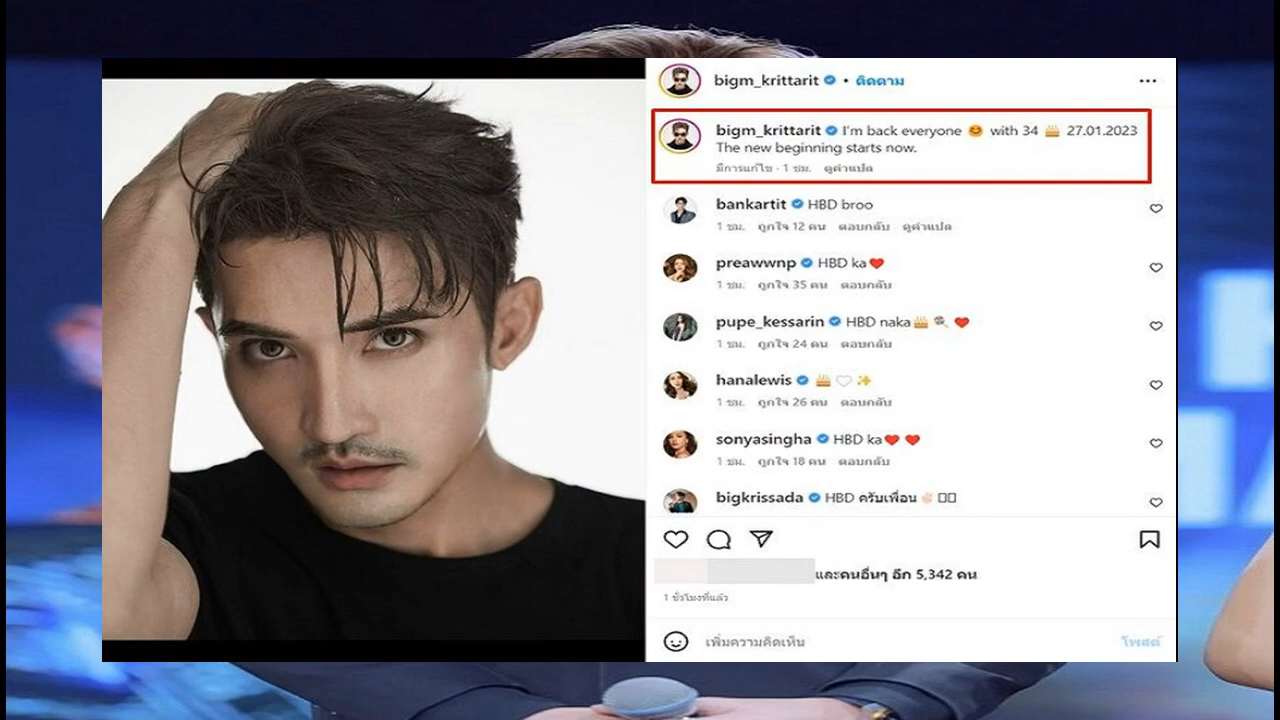 bigm_krittarit • ติดตาม
bigm_krittarit I'm back everyone 😊 with 34 🎂 27.01.2023
The new beginning starts now.
มีการแก้ไข · 1 ชม. ดูคำแปล
bankartit HBD broo
1 ชม. ถูกใจ 12 คน ตอบกลับ ดูคำแปล
preawwnp HBD ka❤️
1 ชม. ถูกใจ 35 คน ตอบกลับ
pupe_kessarin HBD naka🎂🍭❤️
1 ชม. ถูกใจ 24 คน ตอบกลับ
hanalewis 🎂🤍✨
1 ชม. ถูกใจ 26 คน ตอบกลับ
sonyasingha HBD ka❤️❤️
1 ชม. ถูกใจ 18 คน ตอบกลับ
bigkrissada HBD ครับเพื่อน
และคนอื่นๆ อีก 5,342 คน
1 ชั่วโมงที่แล้ว
เพิ่มความคิดเห็น
โพสต์